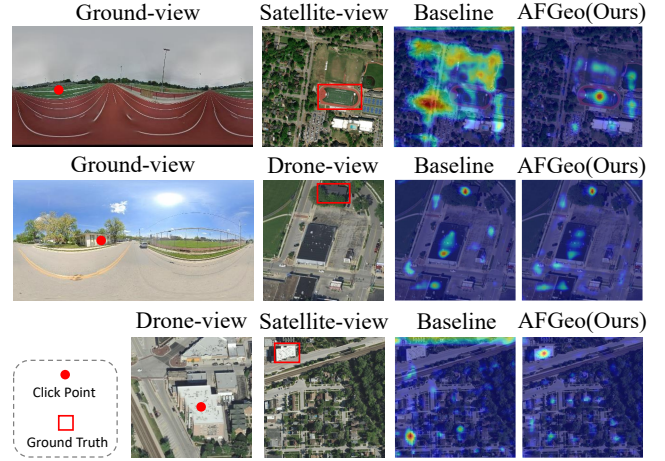 Ground-view Satellite-view Baseline AFGeo(Ours)
Ground-view Drone-view Baseline AFGeo(Ours)
Drone-view Satellite-view Baseline AFGeo(Ours)
Click Point
Ground Truth